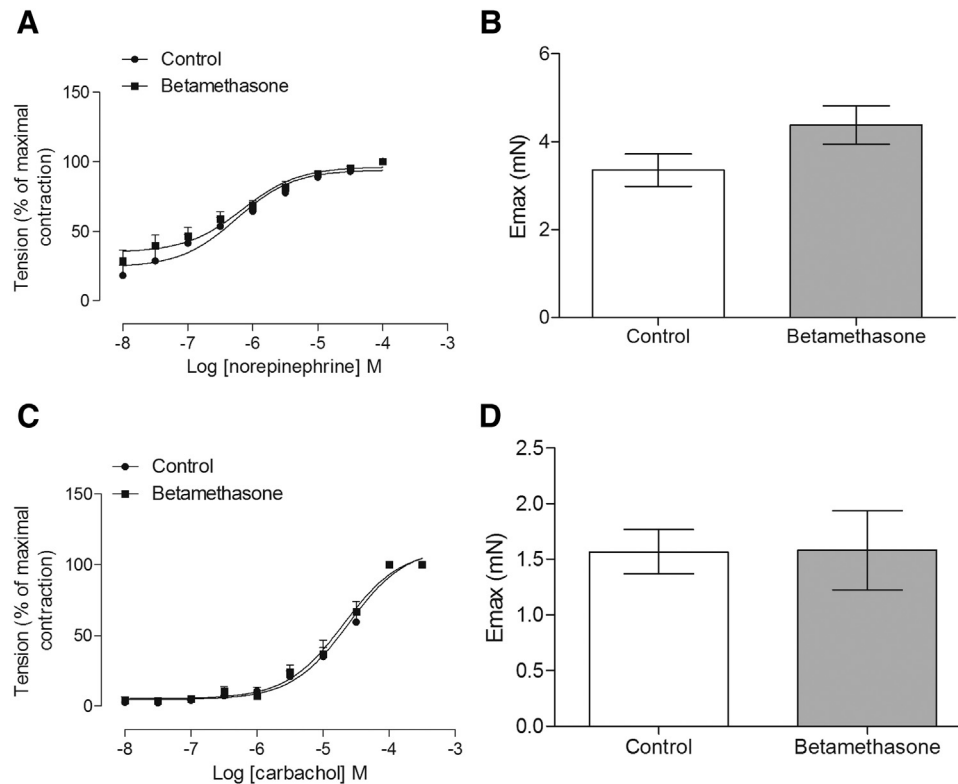 A
Control
Betamethasone
150
100
50
0
Tension (% of maximal
contraction)
-8 -7 -6 -5 -4 -3
Log [norepinephrine] M
B
6
4
2
0
Emax (mN)
Control Betamethasone
C
Control
Betamethasone
150
100
50
0
Tension (% of maximal
contraction)
-8 -7 -6 -5 -4 -3
Log [carbachol] M
D
2.5
2.0
1.5
1.0
0.5
0.0
Emax (mN)
Control Betamethasone